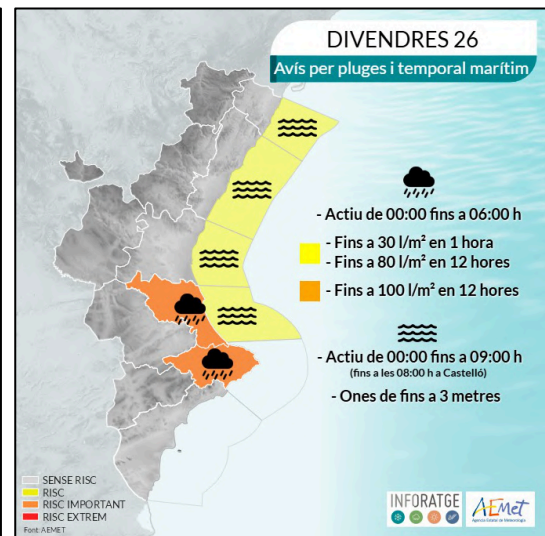 DIVENDRES 26
Avís per pluges i temporal marítim
- Actiu de 00:00 fins a 06:00 h
- Fins a 30 l/m² en 1 hora
- Fins a 80 l/m² en 12 hores
- Fins a 100 l/m² en 12 hores
- Actiu de 00:00 fins a 09:00 h
(fins a les 08:00 h a Castelló)
- Ones de fins a 3 metres
SENSE RISC
RISC
RISC IMPORTANT
RISC EXTREM
Font: AEMET
INFORATGE
AEMet
Agencia Estatal de Meteorología